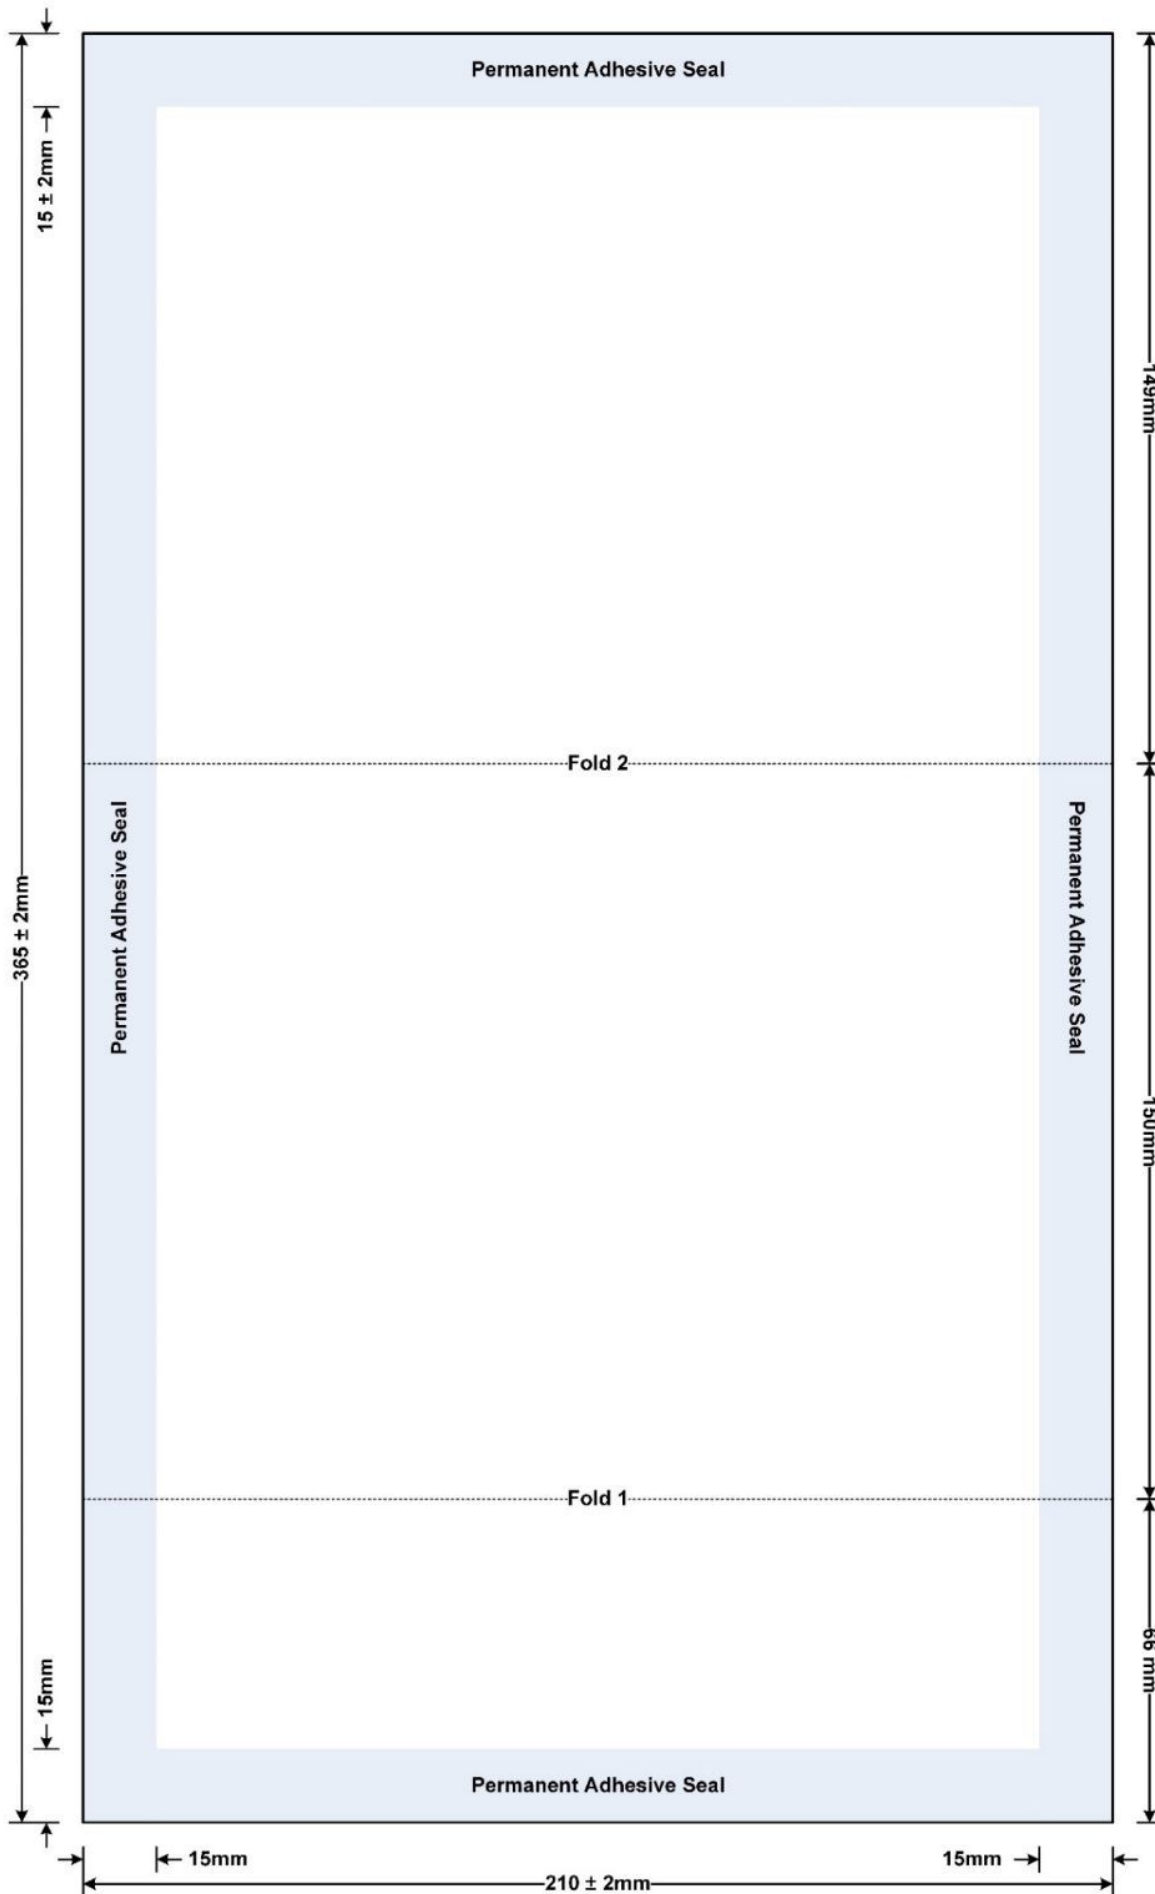 Permanent Adhesive Seal
15 ± 2mm
149mm
Fold 2
Permanent Adhesive Seal
Permanent Adhesive Seal
365 ± 2mm
150mm
Fold 1
66 mm
15mm
Permanent Adhesive Seal
15mm
15mm
210 ± 2mm